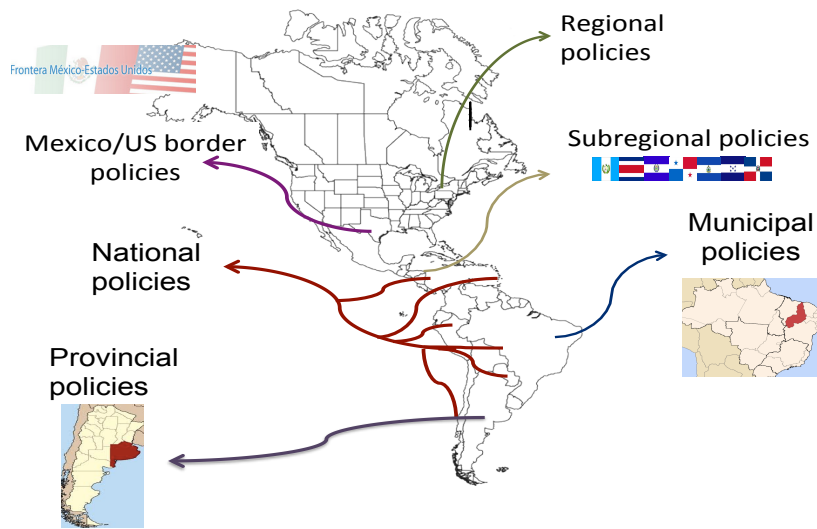 Regional
policies
Frontera México-Estados Unidos
Mexico/US border
policies
Subregional policies
National
policies
Municipal
policies
Provincial
policies